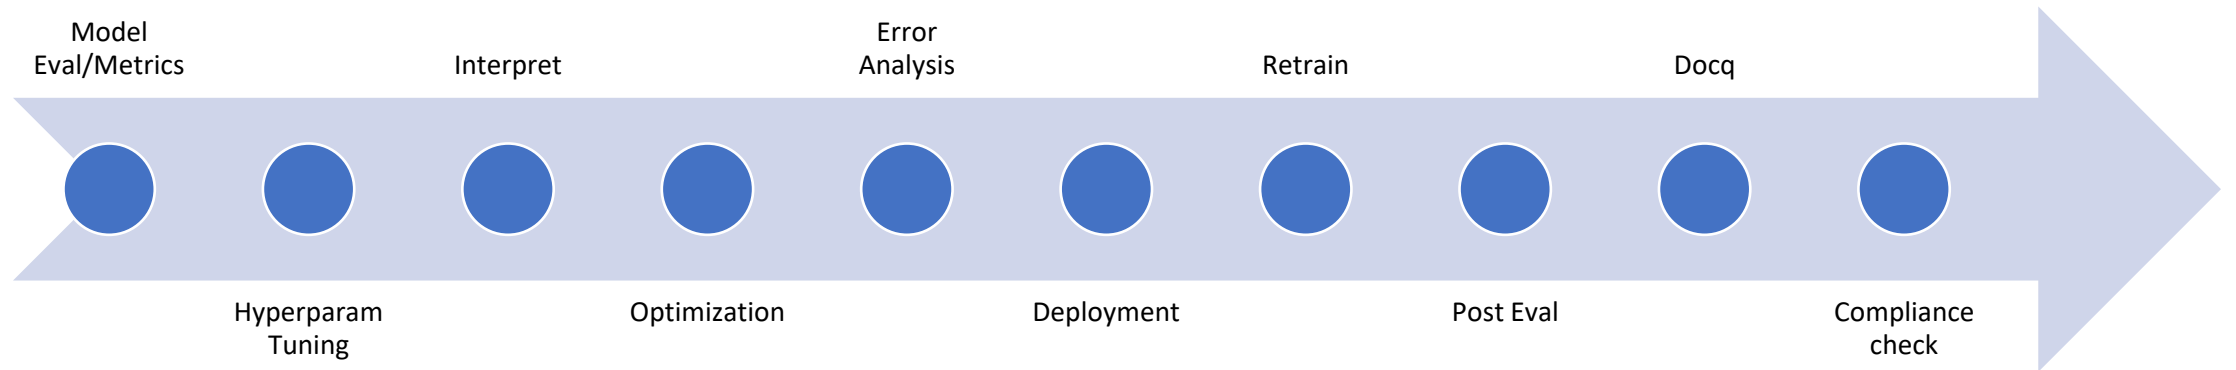 Model
Eval/Metrics
Hyperparam
Tuning
Interpret
Optimization
Error
Analysis
Deployment
Retrain
Post Eval
Docq
Compliance
check